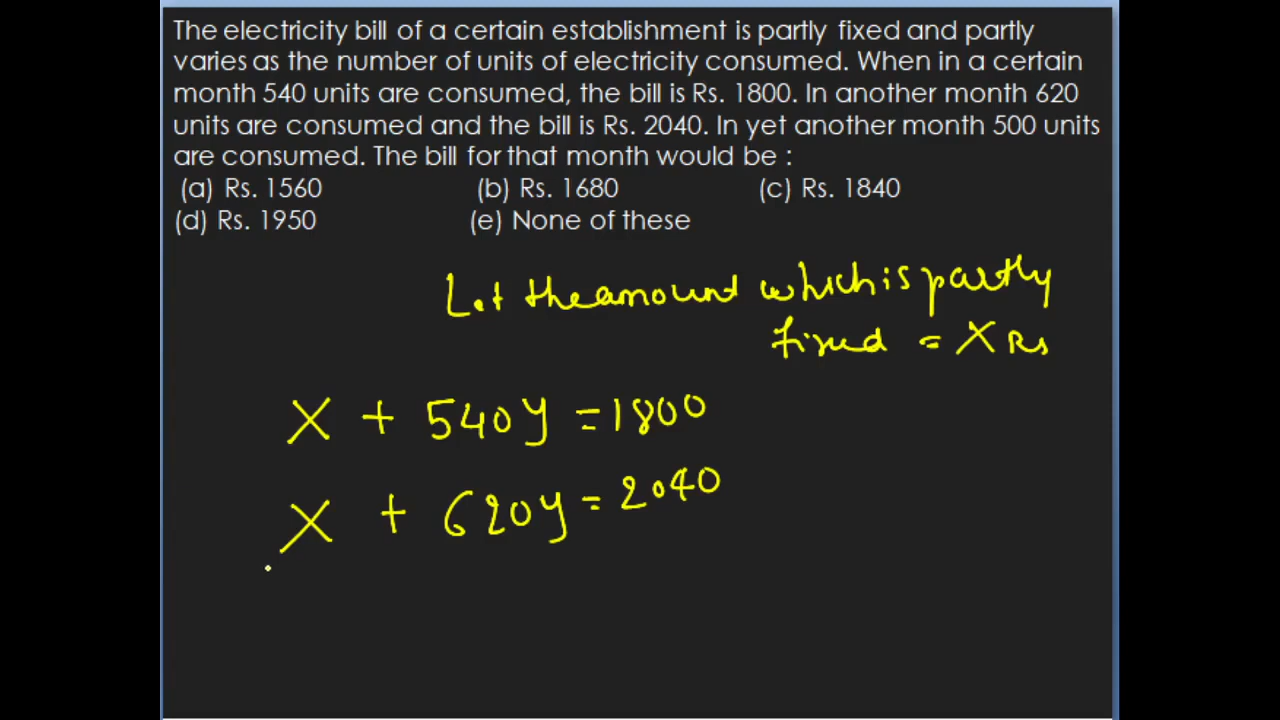 The electricity bill of a certain establishment is partly fixed and partly
varies as the number of units of electricity consumed. When in a certain
month 540 units are consumed, the bill is Rs. 1800. In another month 620
units are consumed and the bill is Rs. 2040. In yet another month 500 units
are consumed. The bill for that month would be :
(a) Rs. 1560 (b) Rs. 1680 (c) Rs. 1840
(d) Rs. 1950 (e) None of these
Let the amount which is partly
fixed = X Rs
X + 540y = 1800
X + 620y = 2040